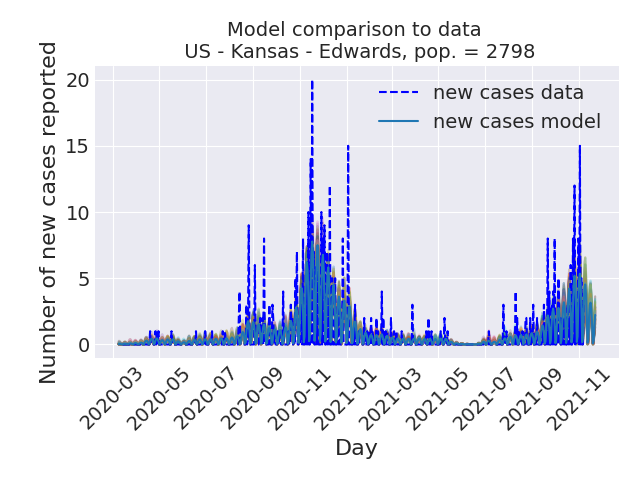 Model comparison to data
US - Kansas - Edwards, pop. = 2798
Number of new cases reported
20
15
10
5
0
new cases data
new cases model
2020-03
2020-05
2020-07
2020-09
2020-11
2021-01
2021-03
2021-05
2021-07
2021-09
2021-11
Day